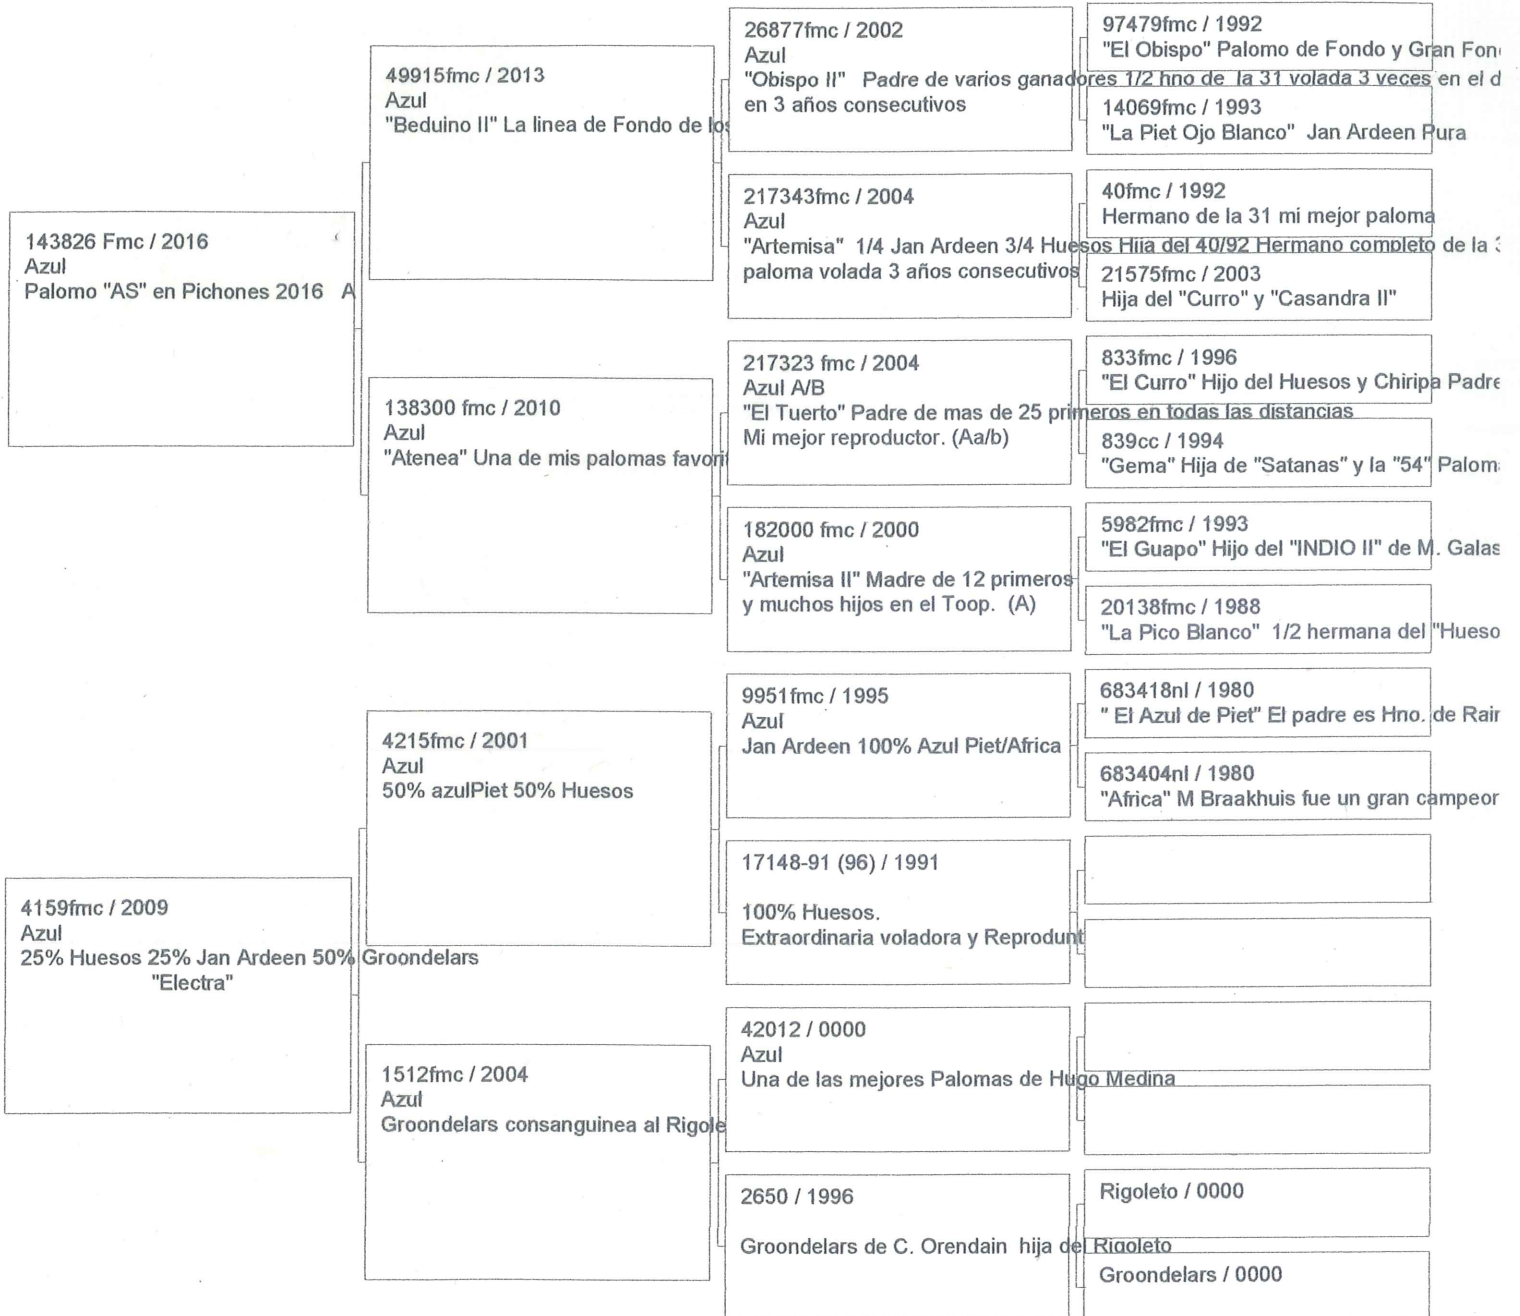 143826 Fmc / 2016
Azul
Palomo "AS" en Pichones 2016 A
4159fmc / 2009
Azul
25% Huesos 25% Jan Ardeen 50% Groondelars
"Electra"
49915fmc / 2013
Azul
"Beduino II" La linea de Fondo de los
138300 fmc / 2010
Azul
"Atenea" Una de mis palomas favorit
4215fmc / 2001
Azul
50% azulPiet 50% Huesos
1512fmc / 2004
Azul
Groondelars consanguinea al Rigole
26877fmc / 2002
Azul
"Obispo II" Padre de varios ganadores 1/2 hno de la 31 volada 3 veces en el d
en 3 años consecutivos
217343fmc / 2004
Azul
"Artemisa" 1/4 Jan Ardeen 3/4 Huesos Hija del 40/92 Hermano completo de la 3
paloma volada 3 años consecutivos
217323 fmc / 2004
Azul A/B
"El Tuerto" Padre de mas de 25 primeros en todas las distancias
Mi mejor reproductor. (Aa/b)
182000 fmc / 2000
Azul
"Artemisa II" Madre de 12 primeros
y muchos hijos en el Toop. (A)
9951fmc / 1995
Azul
Jan Ardeen 100% Azul Piet/Africa
17148-91 (96) / 1991
100% Huesos.
Extraordinaria voladora y Reprodunt
42012 / 0000
Azul
Una de las mejores Palomas de Hugo Medina
2650 / 1996
Groondelars de C. Orendain hija del Rigoleto
97479fmc / 1992
"El Obispo" Palomo de Fondo y Gran Fon
14069fmc / 1993
"La Piet Ojo Blanco" Jan Ardeen Pura
40fmc / 1992
Hermano de la 31 mi mejor paloma
21575fmc / 2003
Hija del "Curro" y "Casandra II"
833fmc / 1996
"El Curro" Hijo del Huesos y Chiripa Padre
839cc / 1994
"Gema" Hija de "Satanas" y la "54" Palom
5982fmc / 1993
"El Guapo" Hijo del "INDIO II" de M. Galas
20138fmc / 1988
"La Pico Blanco" 1/2 hermana del "Hueso
683418nl / 1980
" El Azul de Piet" El padre es Hno. de Rair
683404nl / 1980
"Africa" M Braakhuis fue un gran campeor
Rigoleto / 0000
Groondelars / 0000